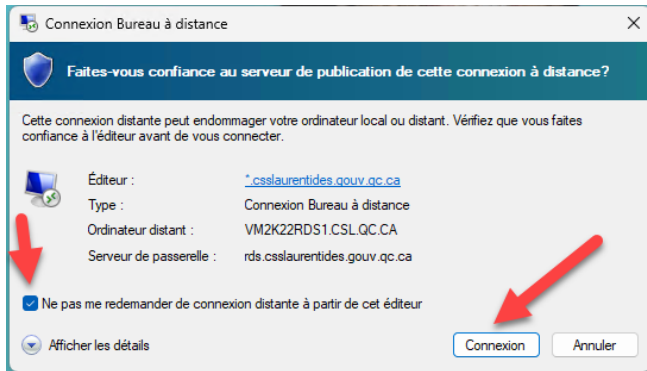 Connexion Bureau à distance
Faites-vous confiance au serveur de publication de cette connexion à distance?
Cette connexion distante peut endommager votre ordinateur local ou distant. Vérifiez que vous faites
confiance à l'éditeur avant de vous connecter.
Éditeur : *.csslaurentides.gouv.qc.ca
Type : Connexion Bureau à distance
Ordinateur distant : VM2K22RDS1.CSL.QC.CA
Serveur de passerelle : rds.csslaurentides.gouv.qc.ca
Ne pas me redemander de connexion distante à partir de cet éditeur
Afficher les détails Connexion Annuler